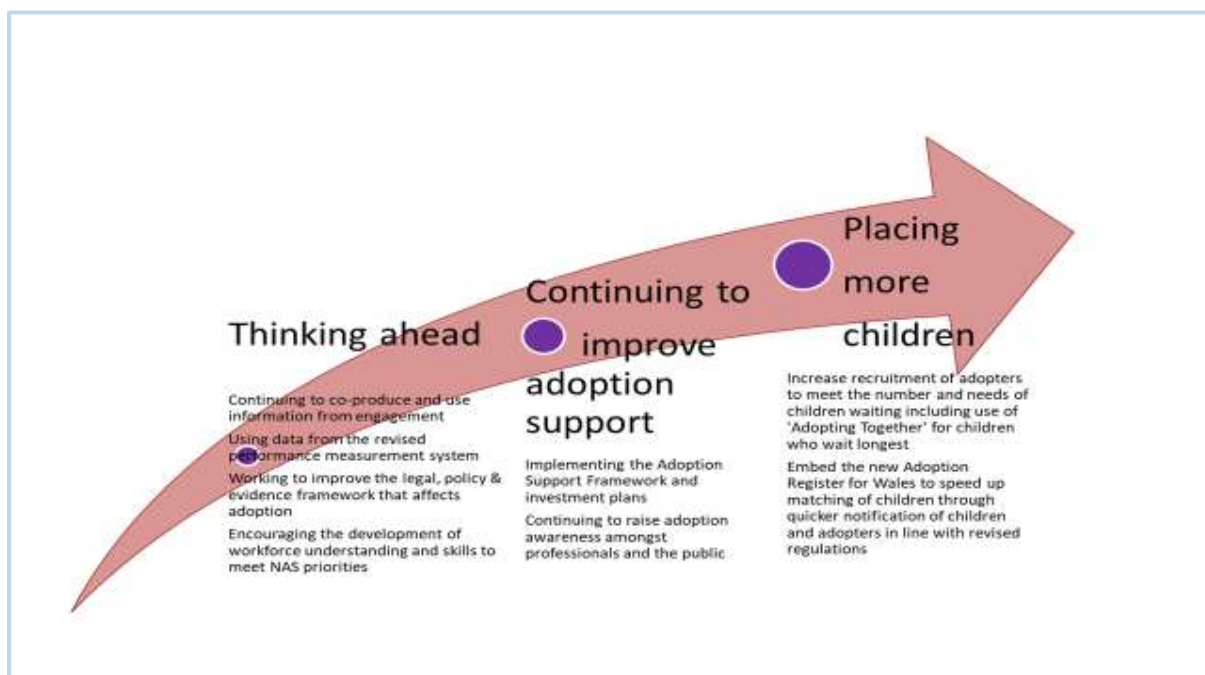 Thinking ahead
Continuing to co-produce and use
information from engagement
Using data from the revised
performance measurement system
Working to improve the legal, policy &
evidence framework that affects
adoption
Encouraging the development of
workforce understanding and skills to
meet NAS priorities
Continuing to
improve
adoption
support
Implementing the Adoption
Support Framework and
investment plans
Continuing to raise adoption
awareness amongst
professionals and the public
Placing
more
children
Increase recruitment of adopters
to meet the number and needs of
children waiting including use of
'Adopting Together' for children
who wait longest
Embed the new Adoption
Register for Wales to speed up
matching of children through
quicker notification of children
and adopters in line with revised
regulations